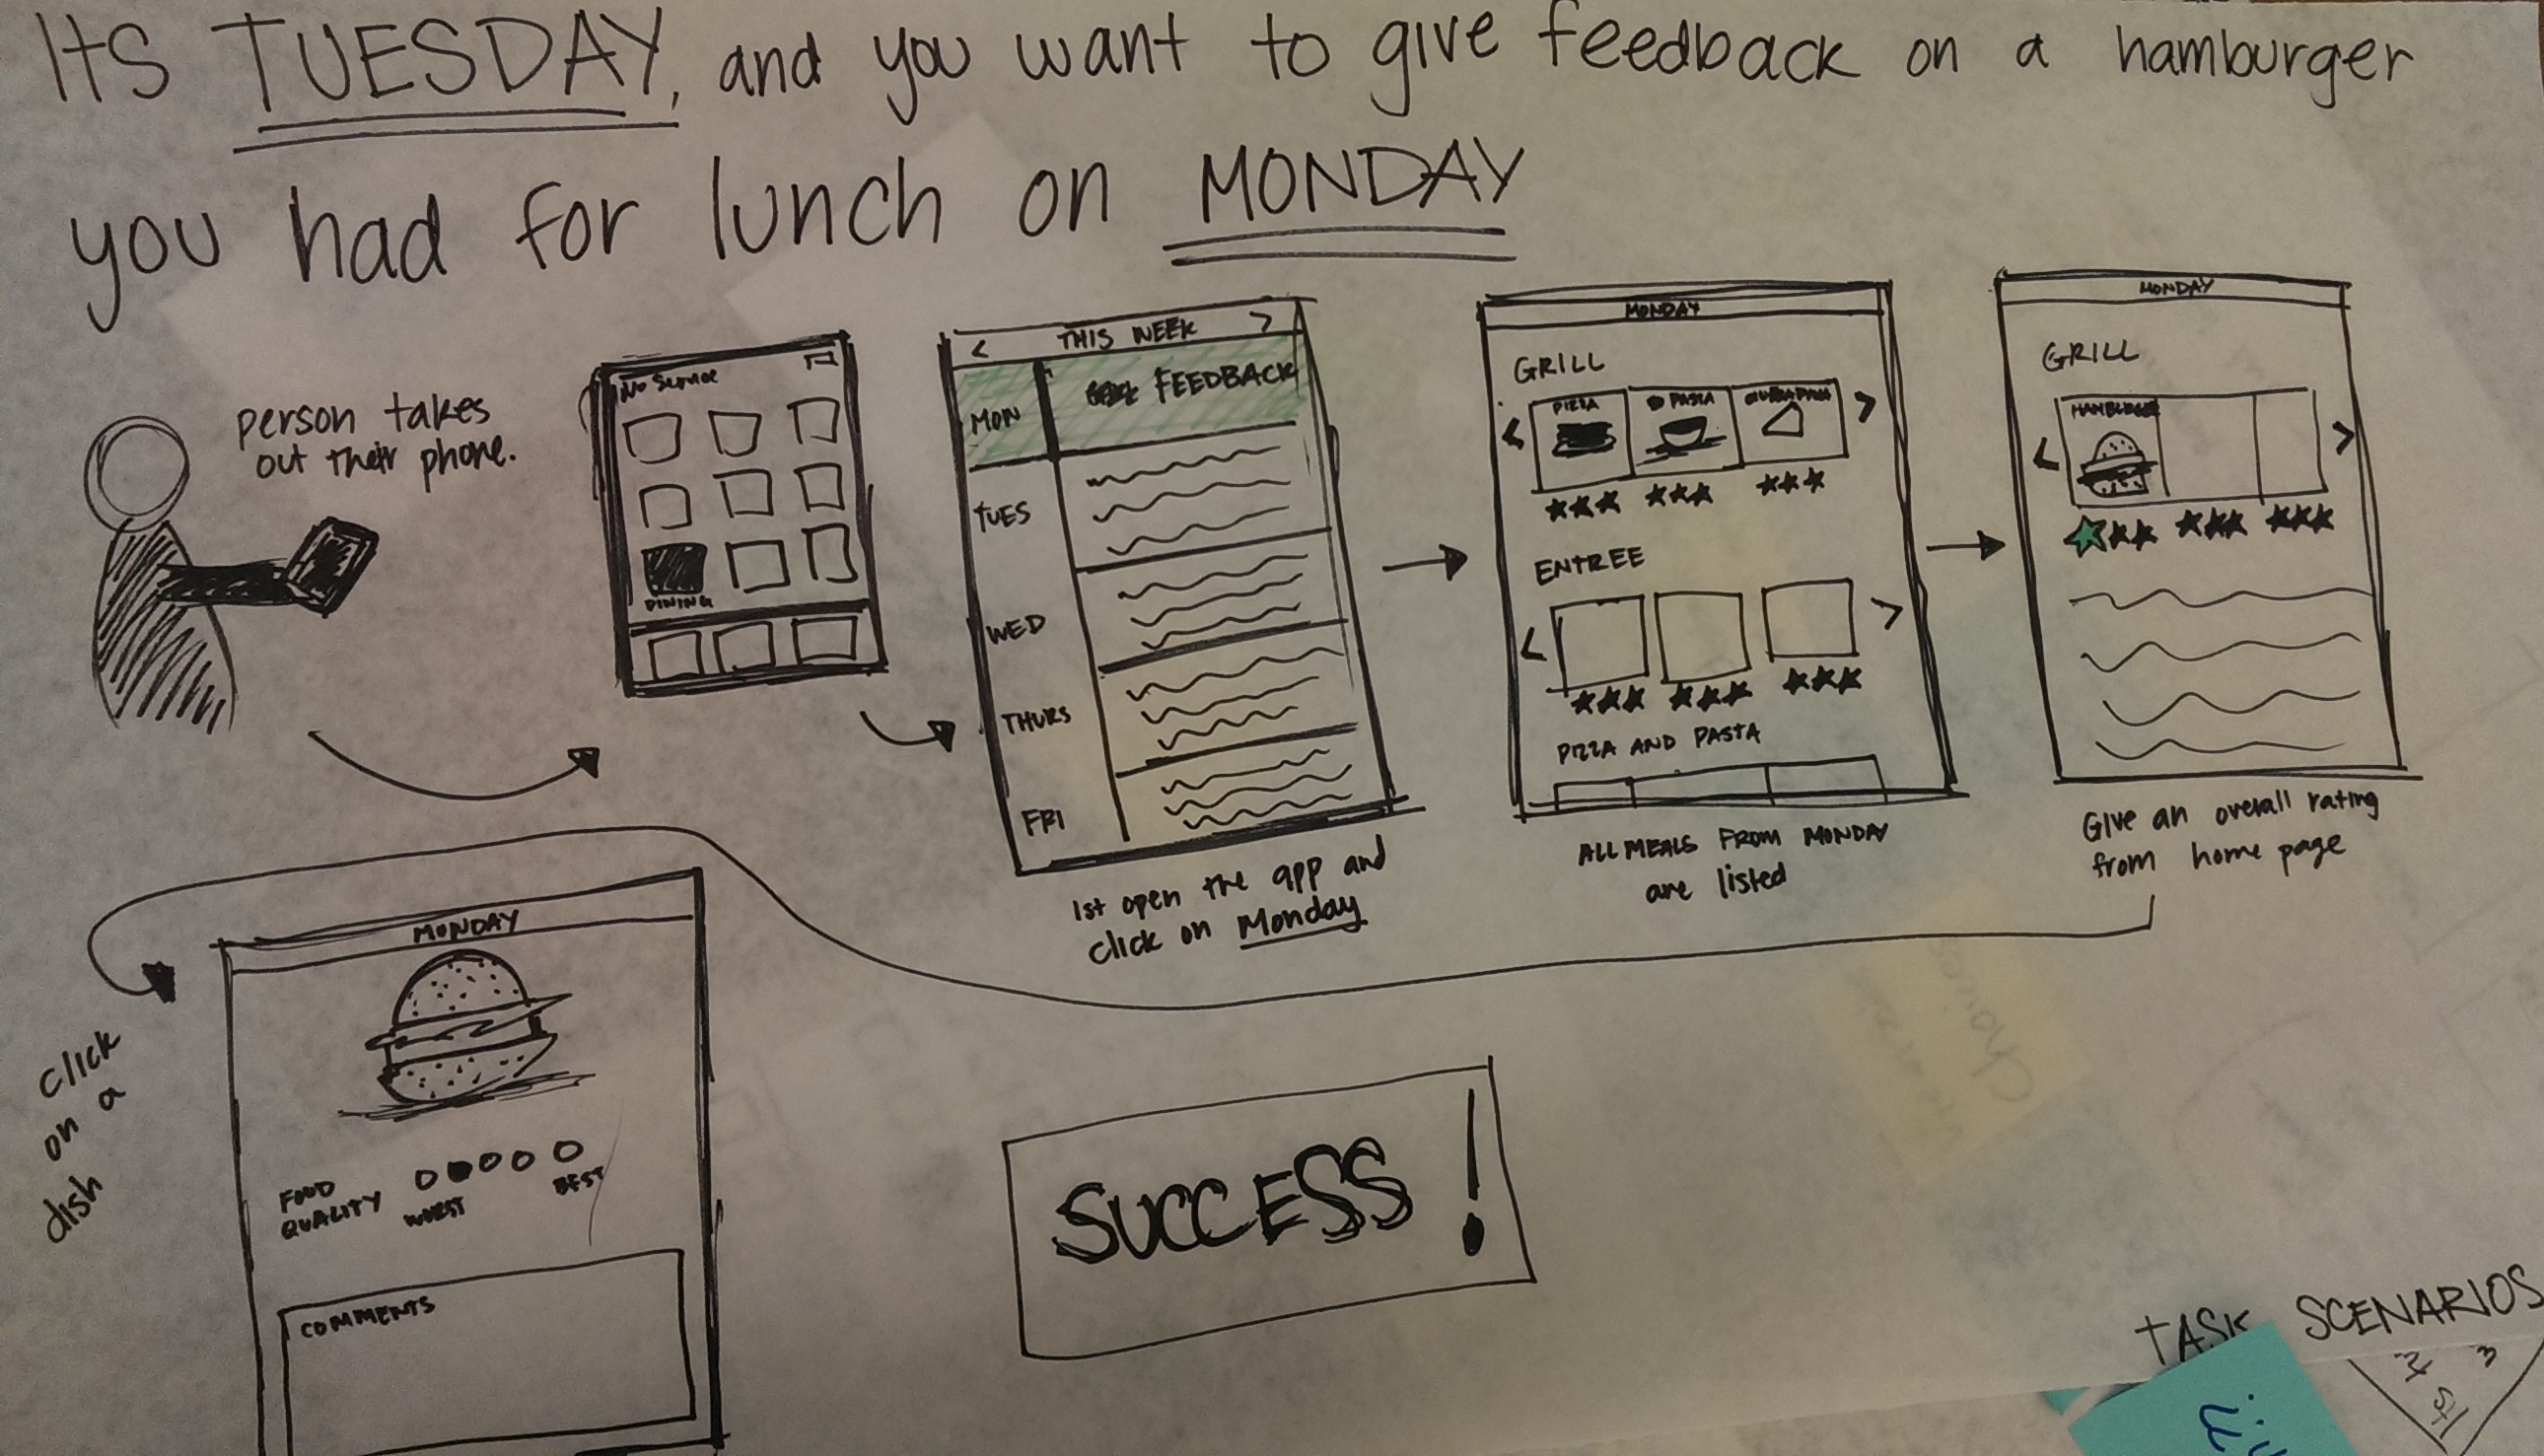 ItS TUESDAY, and you want to give feedback on a hamburger
you had for lunch on MONDAY
person takes
out their phone.
No Service
DINING
< THIS WEEK >
MON
FEEDBACK
TUES
WED
THURS
FRI
1st open the app and
click on Monday
MONDAY
GRILL
< PIZZA PASTA >
ENTREE
< >
PIZZA AND PASTA
ALL MEALS FROM MONDAY
are listed
MONDAY
GRILL
HAMBURGER
< >
Give an overall rating
from home page
click
on a
dish
MONDAY
FOOD
QUALITY
WORST
BEST
COMMENTS
SUCCESS!
TASK SCENARIOS